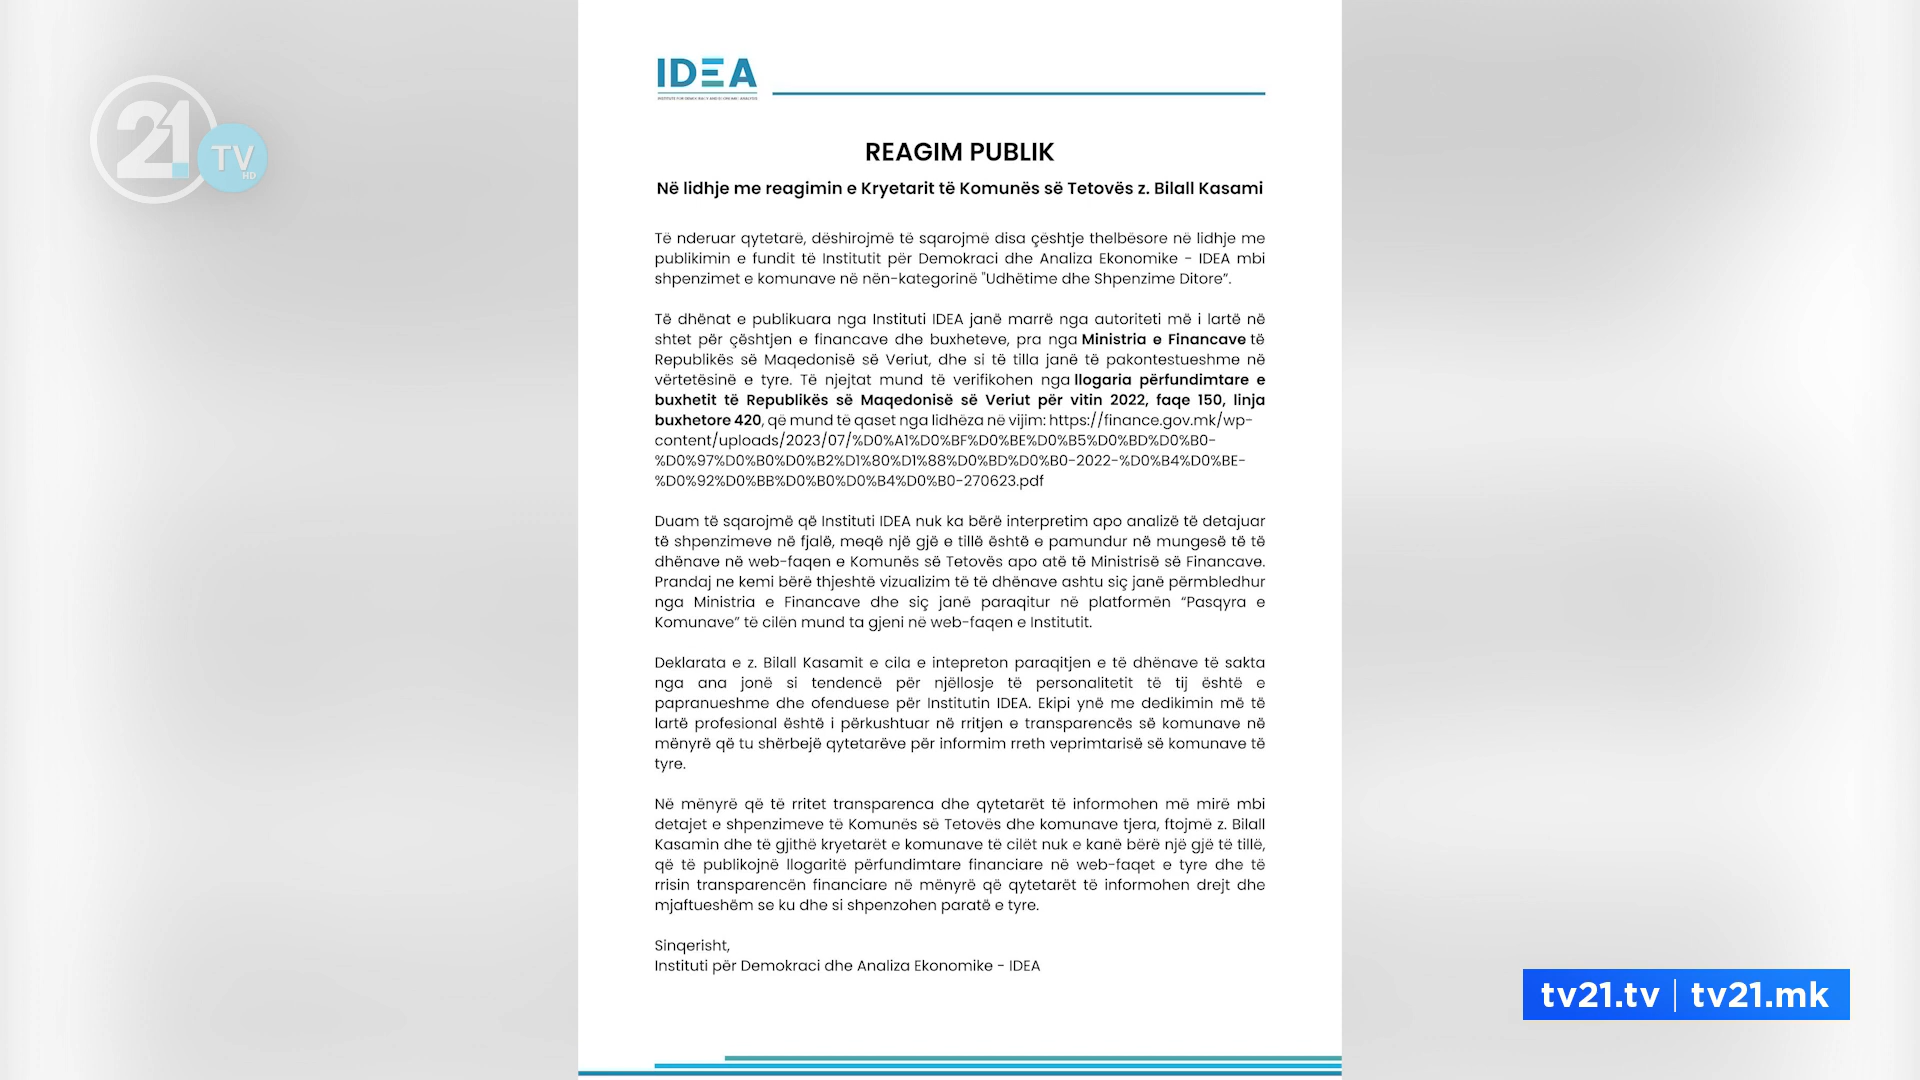 IDEA
21
TV
HD
REAGIM PUBLIK
Në lidhje me reagimin e Kryetarit të Komunës së Tetovës z. Bilall Kasami
Të nderuar qytetarë, dëshirojmë të sqarojmë disa çështje thelbësore në lidhje me
publikimin e fundit të Institutit për Demokraci dhe Analiza Ekonomike - IDEA mbi
shpenzimet e komunave në nën-kategorinë "Udhëtime dhe Shpenzime Ditore”.
Të dhënat e publikuara nga Instituti IDEA janë marrë nga autoriteti më i lartë në
shtet për çështjen e financave dhe buxheteve, pra nga Ministria e Financave të
Republikës së Maqedonisë së Veriut, dhe si të tilla janë të pakontestueshme në
vërtetësinë e tyre. Të njejtat mund të verifikohen nga llogaria përfundimtare e
buxhetit të Republikës së Maqedonisë së Veriut për vitin 2022, faqe 150, linja
buxhetore 420, që mund të qaset nga lidhëza në vijim: https://finance.gov.mk/wp-
content/uploads/2023/07/%D0%A1%D0%BF%D0%BE%D0%B5%D0%BD%D0%B0-
%D0%97%D0%B0%D0%B2%D1%80%D1%88%D0%BD%D0%B0-2022-%D0%B4%D0%BE-
%D0%92%D0%BB%D0%B0%D0%B4%D0%B0-270623.pdf
Duam të sqarojmë që Instituti IDEA nuk ka bërë interpretim apo analizë të detajuar
të shpenzimeve në fjalë, meqë një gjë e tillë është e pamundur në mungesë të të
dhënave në web-faqen e Komunës së Tetovës apo atë të Ministrisë së Financave.
Prandaj ne kemi bërë thjeshtë vizualizim të të dhënave ashtu siç janë përmbledhur
nga Ministria e Financave dhe siç janë paraqitur në platformën “Pasqyra e
Komunave” të cilën mund ta gjeni në web-faqen e Institutit.
Deklarata e z. Bilall Kasamit e cila e intepreton paraqitjen e të dhënave të sakta
nga ana jonë si tendencë për njëllosje të personalitetit të tij është e
papranueshme dhe ofenduese për Institutin IDEA. Ekipi ynë me dedikimin më të
lartë profesional është i përkushtuar në rritjen e transparencës së komunave në
mënyrë që tu shërbejë qytetarëve për informim rreth veprimtarisë së komunave të
tyre.
Në mënyrë që të rritet transparenca dhe qytetarët të informohen më mirë mbi
detajet e shpenzimeve të Komunës së Tetovës dhe komunave tjera, ftojmë z. Bilall
Kasamin dhe të gjithë kryetarët e komunave të cilët nuk e kanë bërë një gjë të tillë,
që të publikojnë llogaritë përfundimtare financiare në web-faqet e tyre dhe të
rrisin transparencën financiare në mënyrë që qytetarët të informohen drejt dhe
mjaftueshëm se ku dhe si shpenzohen paratë e tyre.
Sinqerisht,
Instituti për Demokraci dhe Analiza Ekonomike - IDEA
tv21.tv | tv21.mk